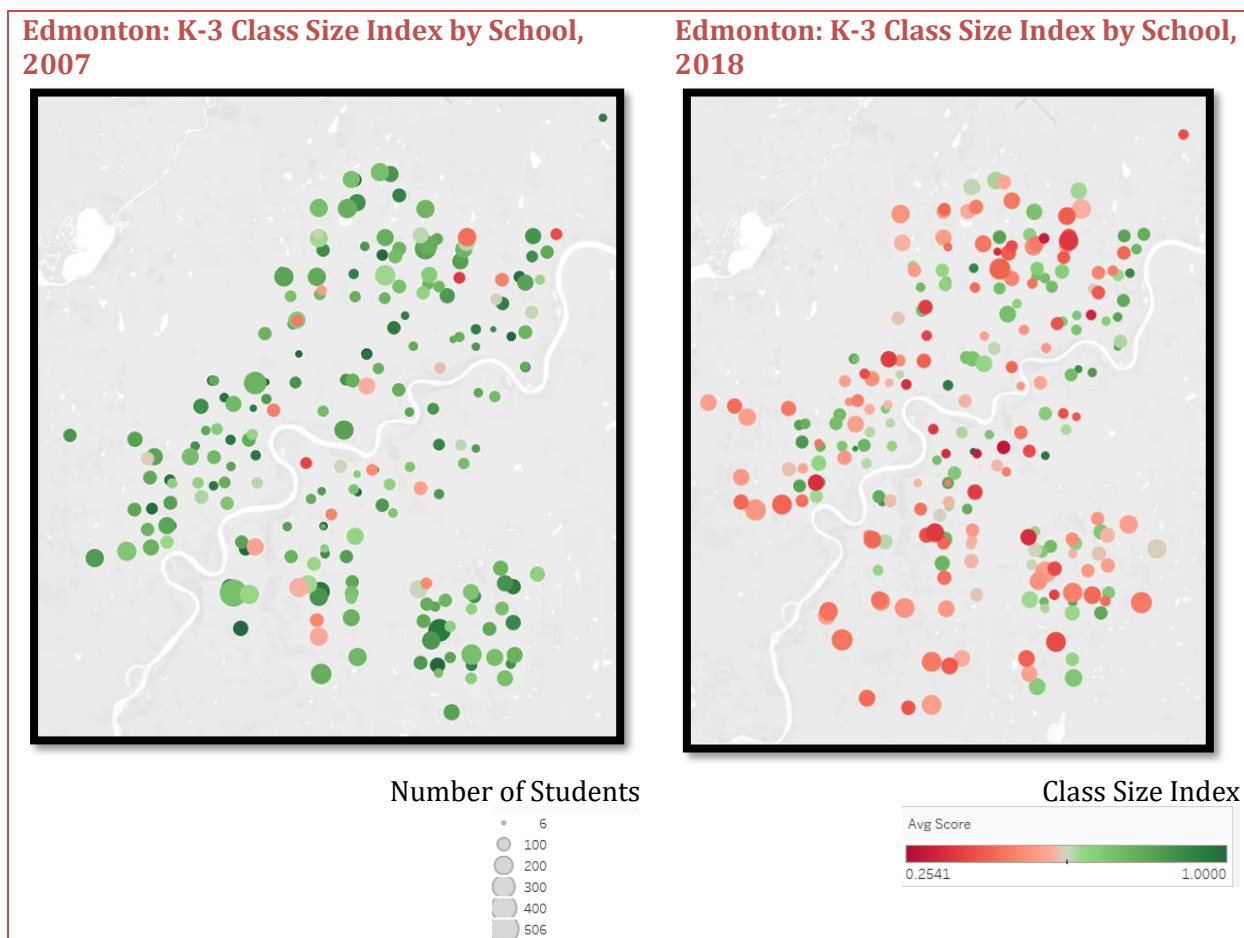 Edmonton: K-3 Class Size Index by School,
2007
Edmonton: K-3 Class Size Index by School,
2018
Number of Students
6
100
200
300
400
506
Class Size Index
Avg Score
0.2541
1.0000